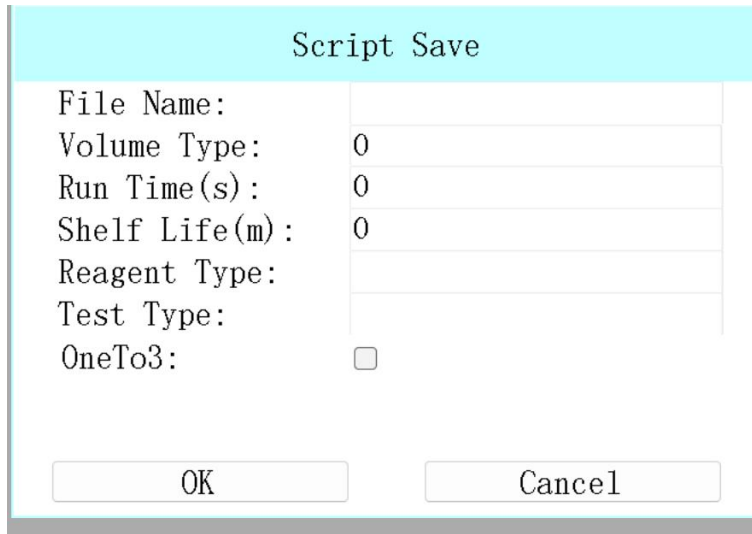 Script Save
File Name:
Volume Type: 0
Run Time(s): 0
Shelf Life(m): 0
Reagent Type:
Test Type:
OneTo3:
OK Cancel